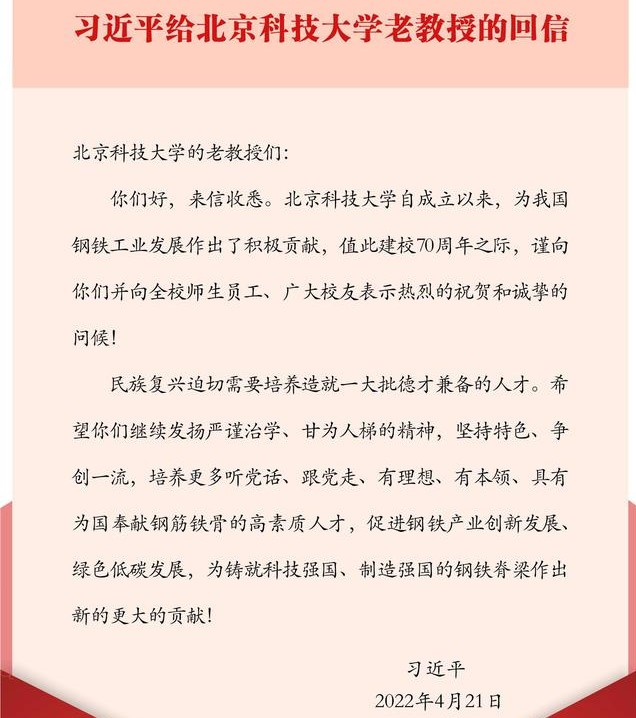 习近平给北京科技大学老教授的回信
北京科技大学的老教授们:
你们好，来信收悉。北京科技大学自成立以来，为我国
钢铁工业发展作出了积极贡献，值此建校70周年之际，谨向
你们并向全校师生员工、广大校友表示热烈的祝贺和诚挚的
问候!
民族复兴迫切需要培养造就一大批德才兼备的人才。希
望你们继续发扬严谨治学、甘为人梯的精神，坚持特色、争
创一流，培养更多听党话、跟党走、有理想、有本领、具有
为国奉献钢筋铁骨的高素质人才，促进钢铁产业创新发展、
绿色低碳发展，为铸就科技强国、制造强国的钢铁脊梁作出
新的更大的贡献!
习近平
2022年4月21日